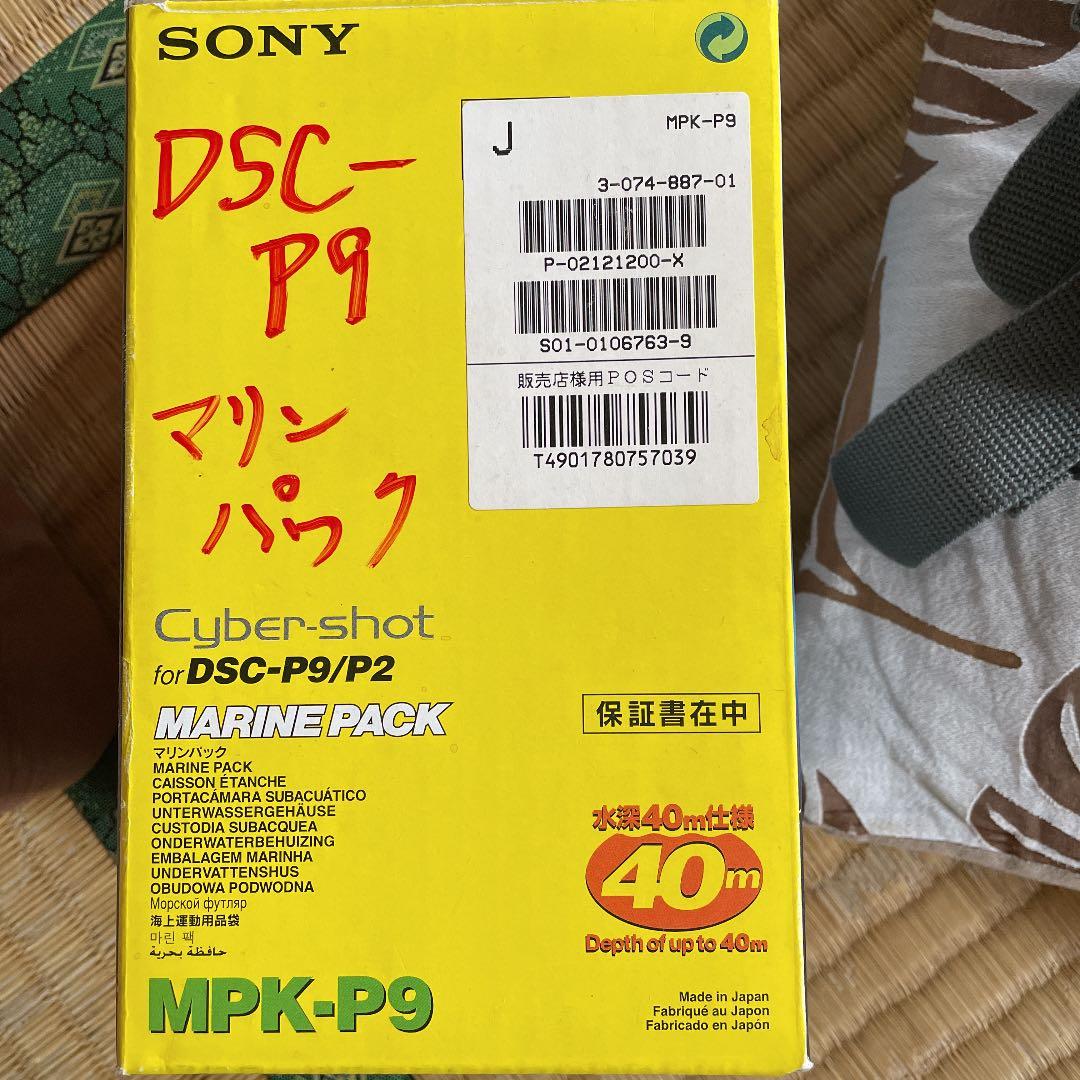 SONY
DSC-
P9
マリン
パック
J
MPK-P9
3-074-887-01
P-02121200-X
S01-0106763-9
販売店様用POSコード
T4901780757039
Cyber-shot
for DSC-P9/P2
MARINE PACK
マリンパック
MARINE PACK
CAISSON ÉTANCHE
PORTACÁMARA SUBACUÁTICO
UNTERWASSERGEHÄUSE
CUSTODIA SUBACQUEA
ONDERWATERBEHUIZING
EMBALAGEM MARINHA
UNDERVATTENSHUS
OBUDOWA PODWODNA
Морской футляр
海上運動用品袋
마린 팩
حافظة بحرية
MPK-P9
保証書在中
水深40m仕様
40m
Depth of up to 40m
Made in Japan
Fabriqué au Japon
Fabricado en Japón